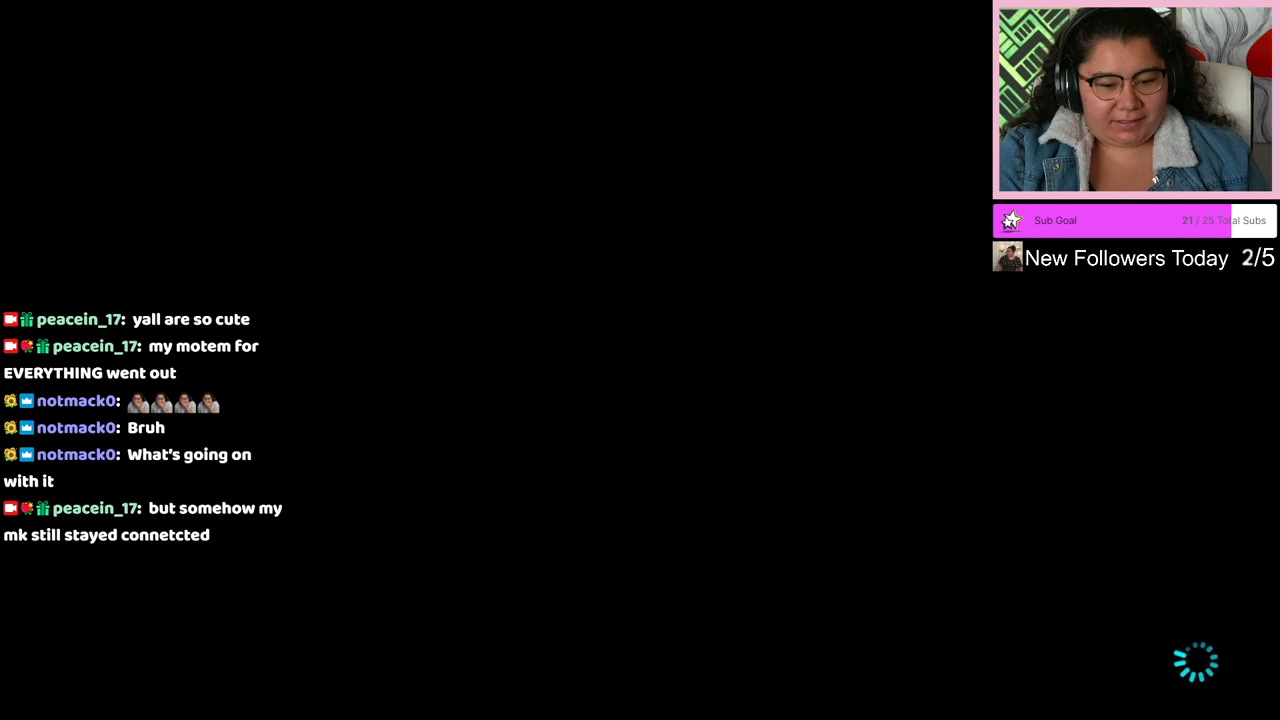 Sub Goal 21 / 25 Total Subs
New Followers Today 2/5
peacein_17: yall are so cute
peacein_17: my motem for
EVERYTHING went out
notmack0:
notmack0: Bruh
notmack0: What's going on
with it
peacein_17: but somehow my
mk still stayed connetcted